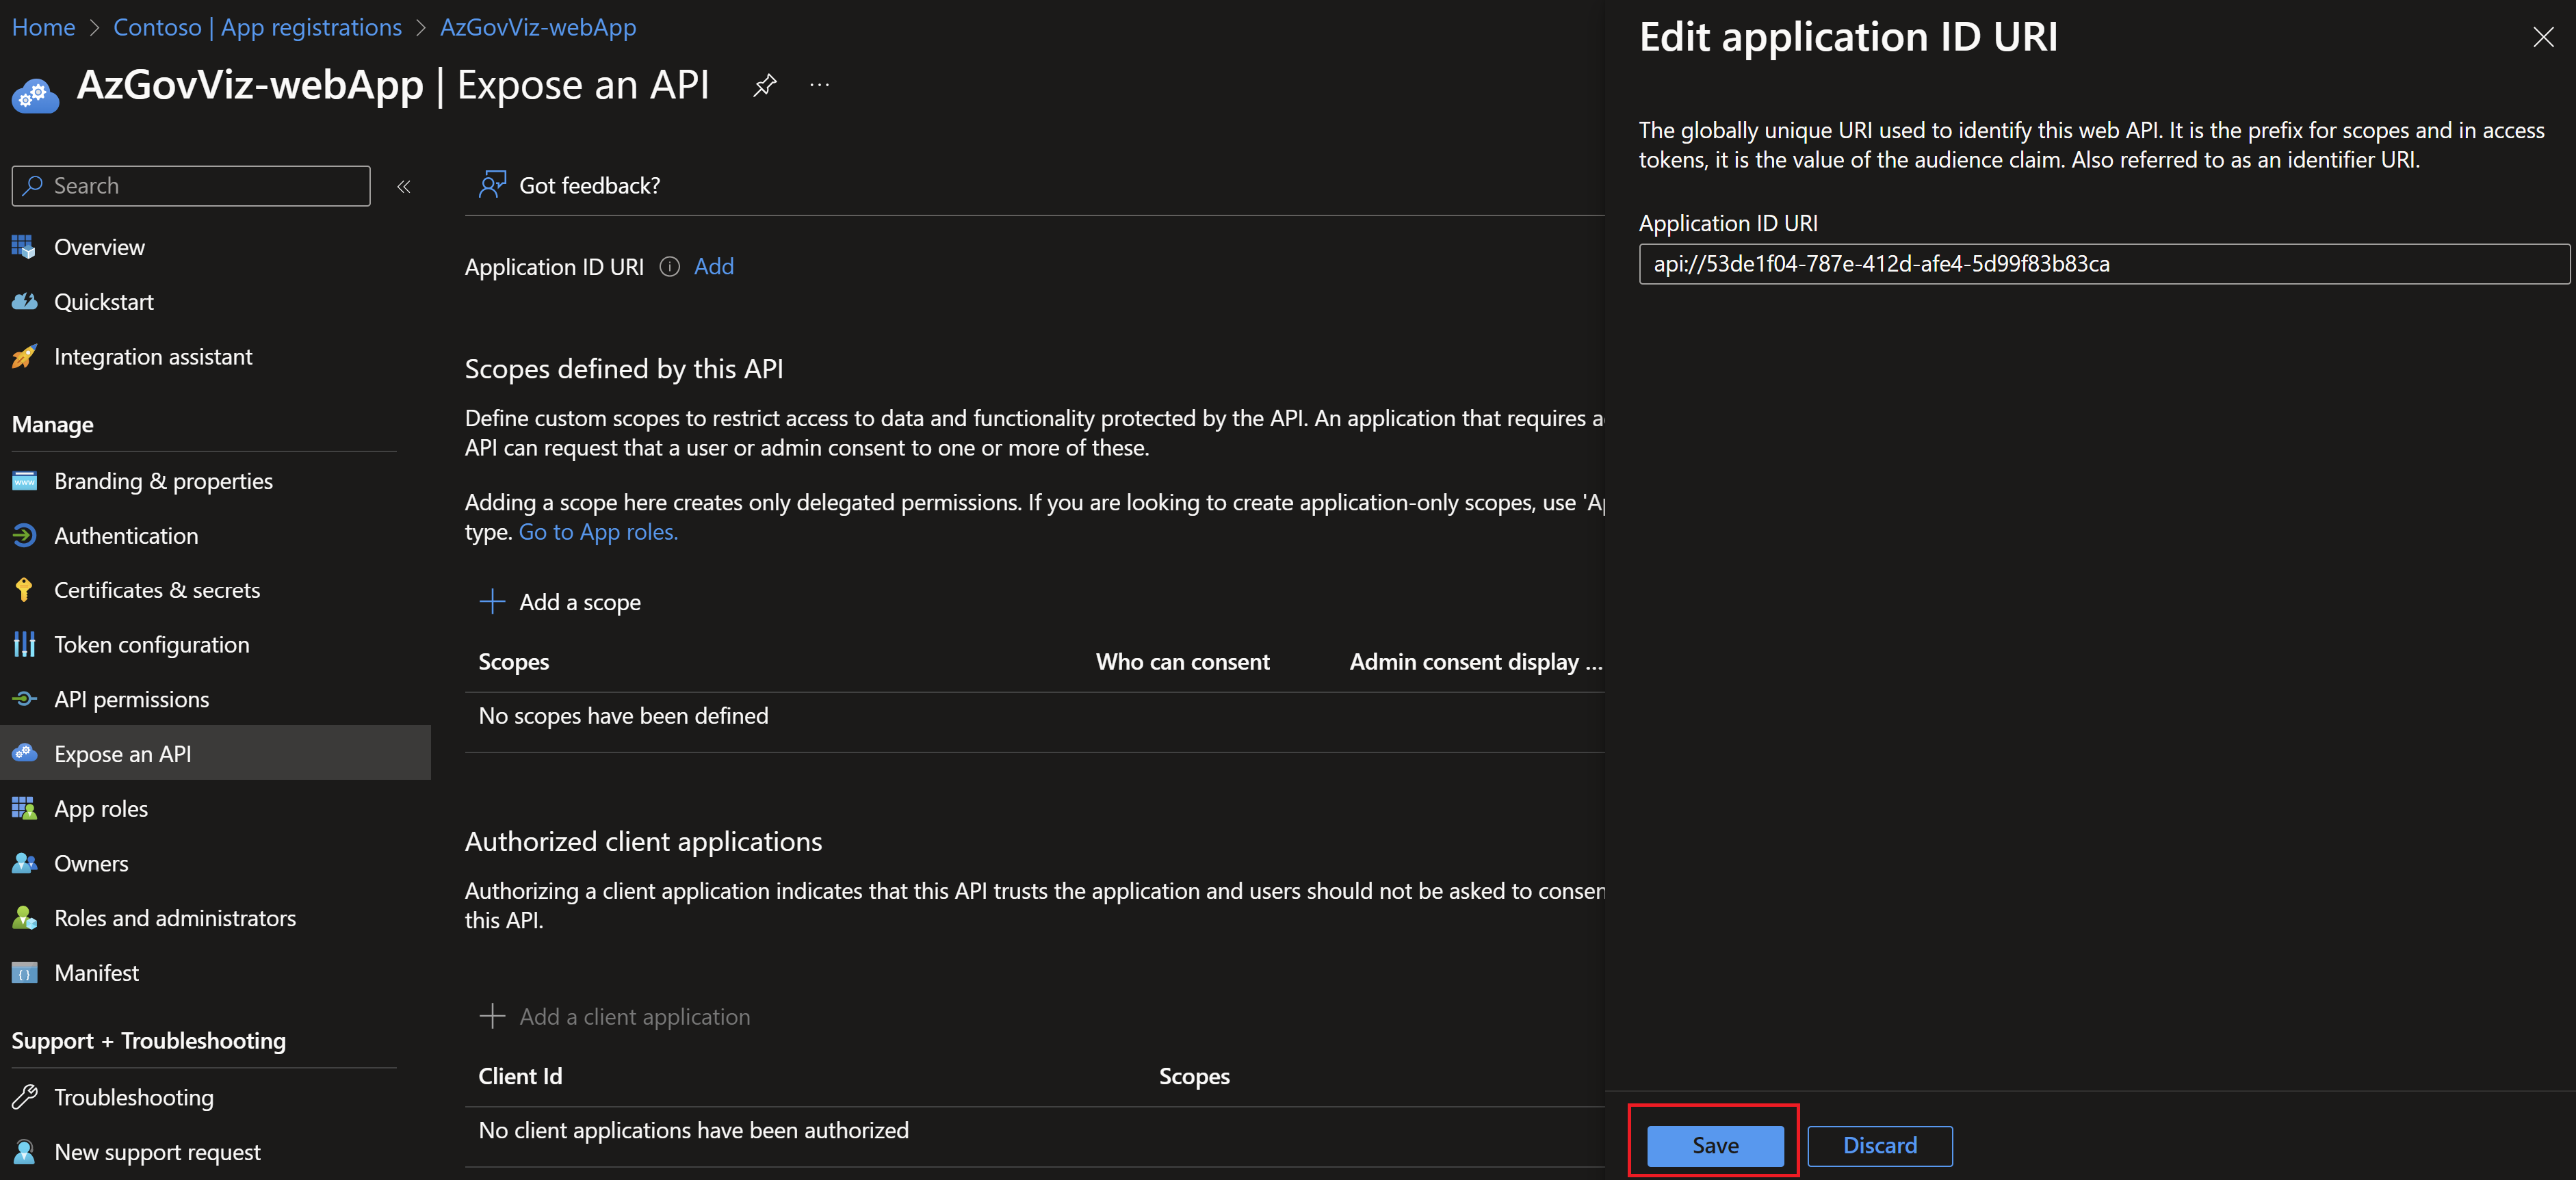 Home > Contoso | App registrations > AzGovViz-webApp
AzGovViz-webApp | Expose an API
...
Search
«
Overview
Quickstart
Integration assistant
Manage
Branding & properties
Authentication
Certificates & secrets
Token configuration
API permissions
Expose an API
App roles
Owners
Roles and administrators
Manifest
Support + Troubleshooting
Troubleshooting
New support request
Got feedback?
Application ID URI Add
Scopes defined by this API
Define custom scopes to restrict access to data and functionality protected by the API. An application that requires a
API can request that a user or admin consent to one or more of these.
Adding a scope here creates only delegated permissions. If you are looking to create application-only scopes, use 'Ap
type. Go to App roles.
Add a scope
Scopes Who can consent Admin consent display ...
No scopes have been defined
Authorized client applications
Authorizing a client application indicates that this API trusts the application and users should not be asked to consen
this API.
Add a client application
Client Id Scopes
No client applications have been authorized
Edit application ID URI
The globally unique URI used to identify this web API. It is the prefix for scopes and in access
tokens, it is the value of the audience claim. Also referred to as an identifier URI.
Application ID URI
api://53de1f04-787e-412d-afe4-5d99f83b83ca
Save Discard